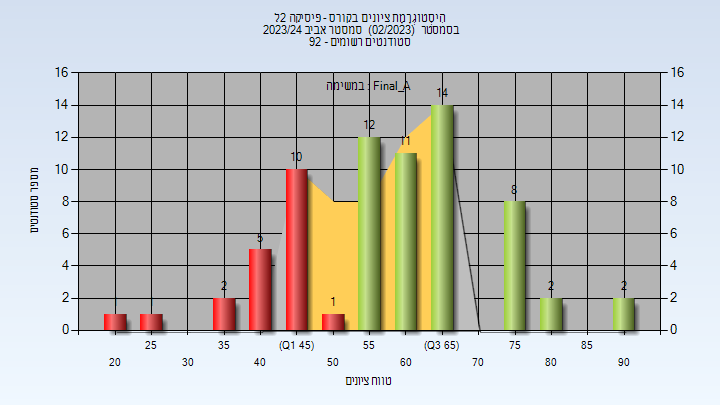 היסטוגרמת ציונים בקורס - פיסיקה 2ל
בסמסטר (02/2023) סמסטר אביב 2023/24
סטודנטים רשומים - 92
במשימה : Final_A
מספר סטודנטים
16 14 12 10 8 6 4 2 0
16 14 12 10 8 6 4 2 0
2 5 10 1 12 11 14 8 2 2
25 35 (Q1 45) 55 (Q3 65) 75 85
20 30 40 50 60 70 80 90
טווח ציונים